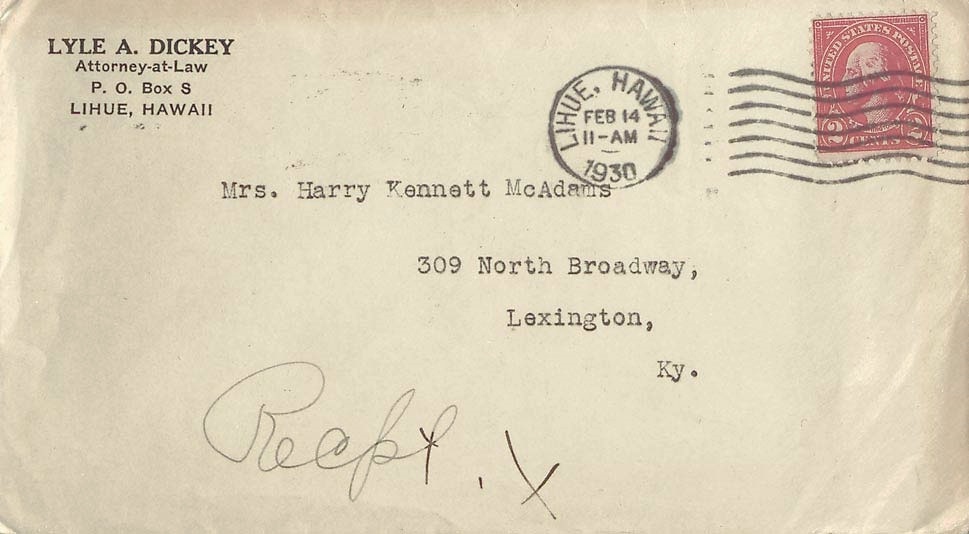 LYLE A. DICKEY
Attorney-at-Law
P. O. Box S
LIHUE, HAWAII
LIHUE, HAWAII
FEB 14
11-AM
1930
UNITED STATES POSTAGE
2 CENTS 2
Mrs. Harry Kennett McAdams
309 North Broadway,
Lexington,
Ky.